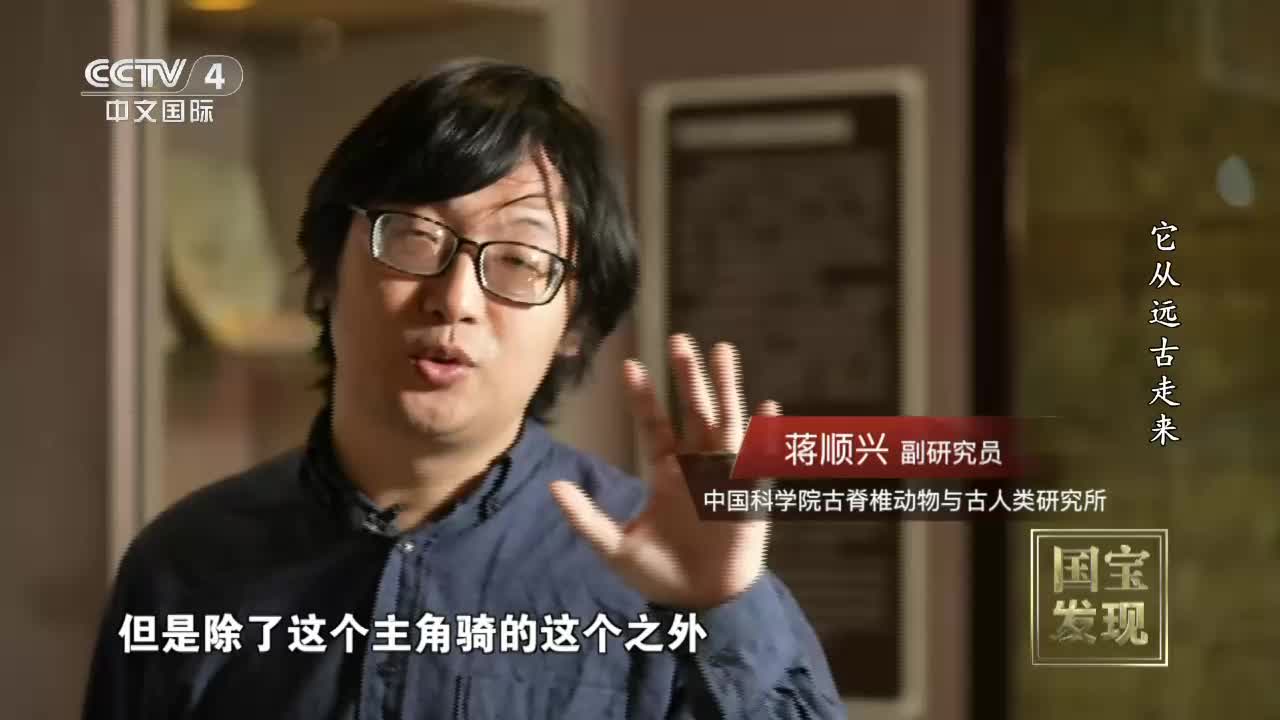 CCTV 4
中文国际
它从远古走来
蒋顺兴 副研究员
中国科学院古脊椎动物与古人类研究所
国宝
发现
但是除了这个主角骑的这个之外